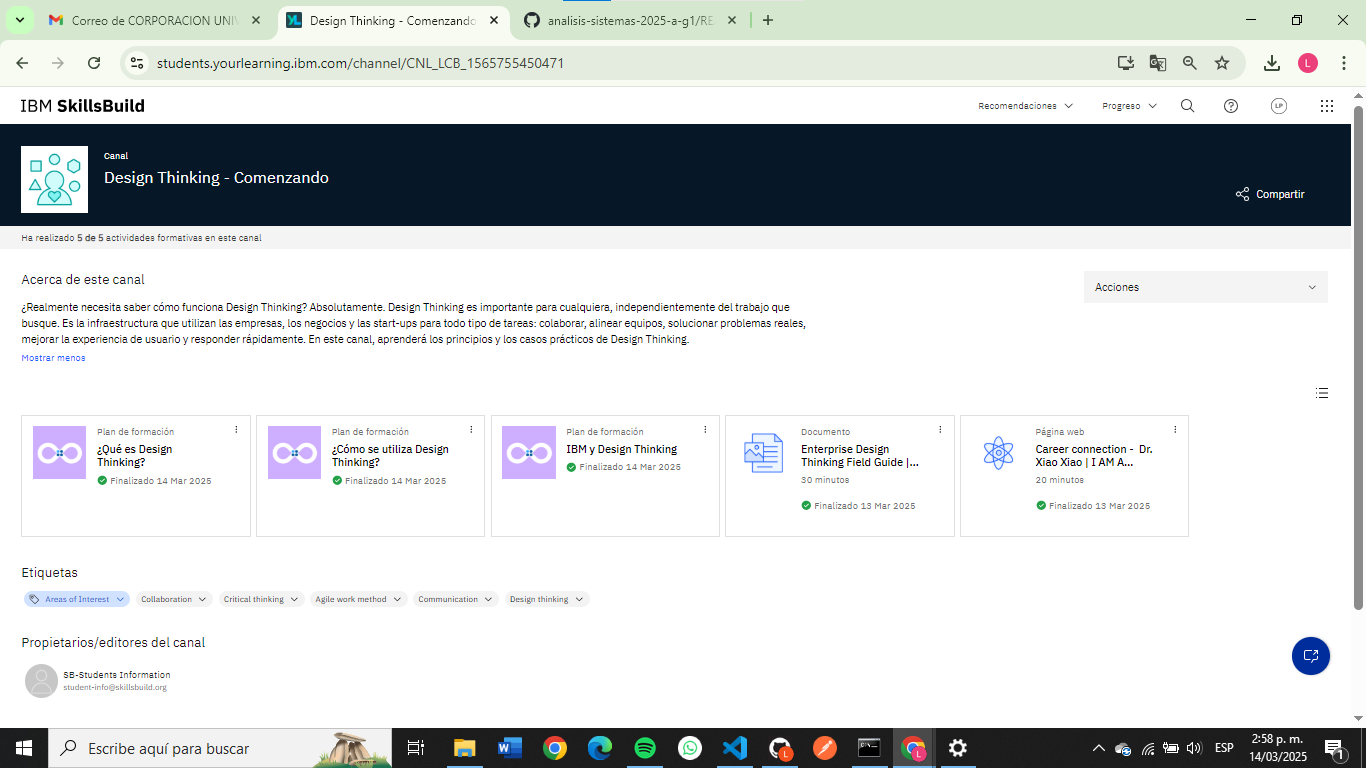 Correo de CORPORACION UNIV
Design Thinking - Comenzando
analisis-sistemas-2025-a-g1/RE
students.yourlearning.ibm.com/channel/CNL_LCB_1565755450471
L
IBM SkillsBuild
Recomendaciones
Progreso
LP
Canal
Design Thinking - Comenzando
Compartir
Ha realizado 5 de 5 actividades formativas en este canal
Acerca de este canal
Acciones
¿Realmente necesita saber cómo funciona Design Thinking? Absolutamente. Design Thinking es importante para cualquiera, independientemente del trabajo que
busque. Es la infraestructura que utilizan las empresas, los negocios y las start-ups para todo tipo de tareas: colaborar, alinear equipos, solucionar problemas reales,
mejorar la experiencia de usuario y responder rápidamente. En este canal, aprenderá los principios y los casos prácticos de Design Thinking.
Mostrar menos
Plan de formación
¿Qué es Design
Thinking?
Finalizado 14 Mar 2025
Plan de formación
¿Cómo se utiliza Design
Thinking?
Finalizado 14 Mar 2025
Plan de formación
IBM y Design Thinking
Finalizado 14 Mar 2025
Documento
Enterprise Design
Thinking Field Guide |...
30 minutos
Finalizado 13 Mar 2025
Página web
Career connection - Dr.
Xiao Xiao | I AM A...
20 minutos
Finalizado 13 Mar 2025
Etiquetas
Areas of Interest
Collaboration
Critical thinking
Agile work method
Communication
Design thinking
Propietarios/editores del canal
SB-Students Information
student-info@skillsbuild.org
Escribe aquí para buscar
L
L
ESP
2:58 p. m.
14/03/2025
1